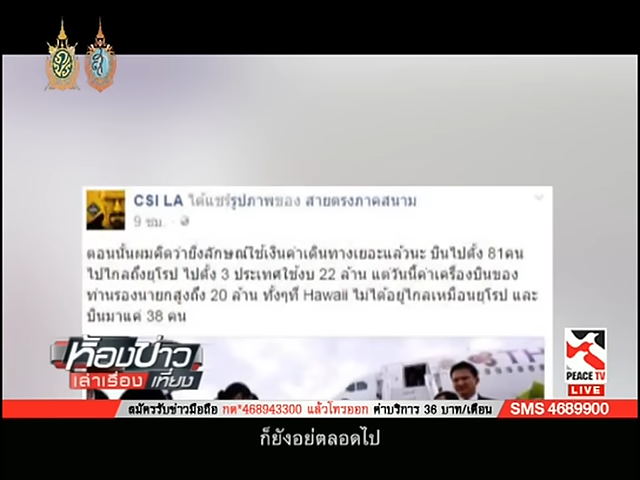 CSI LA ได้แชร์รูปภาพของ สายตรงภาคสนาม
9 ชม.
ตอนนั้นผมคิดว่ายิ่งลักษณ์ใช้เงินค่าเดินทางเยอะแล้วนะ บินไปตั้ง 81คน
ไปไกลถึงยุโรป ไปตั้ง 3 ประเทศใช้งบ 22 ล้าน แต่วันนี้ค่าเครื่องบินของ
ท่านรองนายกสูงถึง 20 ล้าน ทั้งๆที่ Hawaii ไม่ได้อยู่ไกลเหมือนยุโรป และ
บินมาแค่ 38 คน
ห้องข่าว
เล่าเรื่อง เที่ยง
PEACE TV
LIVE
สมัครรับข่าวมือถือ กด*468943300 แล้วโทรออก ค่าบริการ 36 บาท/เดือน SMS 4689900
ก็ยังอย่ตลอดไป